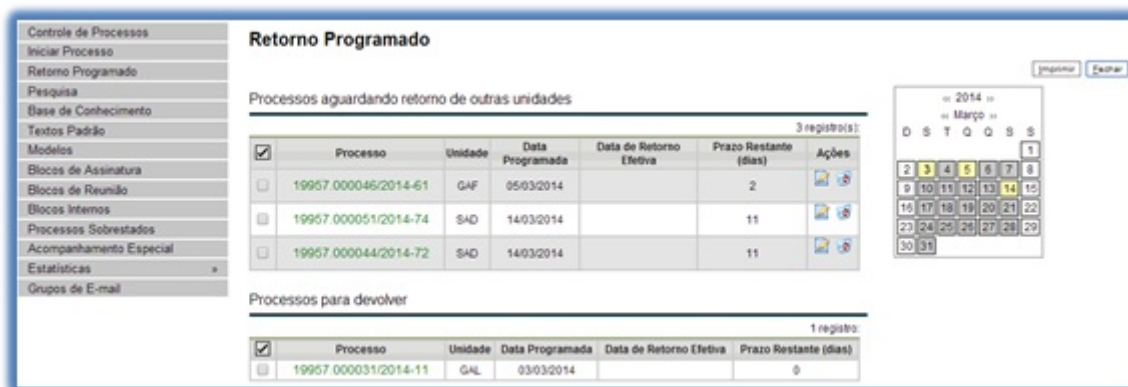 Controle de Processos
Iniciar Processo
Retorno Programado
Pesquisa
Base de Conhecimento
Textos Padrão
Modelos
Blocos de Assinatura
Blocos de Reunião
Blocos Internos
Processos Sobrestados
Acompanhamento Especial
Estatísticas »
Grupos de E-mail
Retorno Programado
Imprimir Fechar
Processos aguardando retorno de outras unidades
3 registro(s):
Processo Unidade Data Programada Data de Retorno Efetiva Prazo Restante (dias) Ações
19957.000046/2014-61 GAF 05/03/2014 2
19957.000051/2014-74 SAD 14/03/2014 11
19957.000044/2014-72 SAD 14/03/2014 11
Processos para devolver
1 registro:
Processo Unidade Data Programada Data de Retorno Efetiva Prazo Restante (dias)
19957.000031/2014-11 GAL 03/03/2014 0
‹‹ 2014 ››
‹‹ Março ››
D S T Q Q S S
1
2 3 4 5 6 7 8
9 10 11 12 13 14 15
16 17 18 19 20 21 22
23 24 25 26 27 28 29
30 31